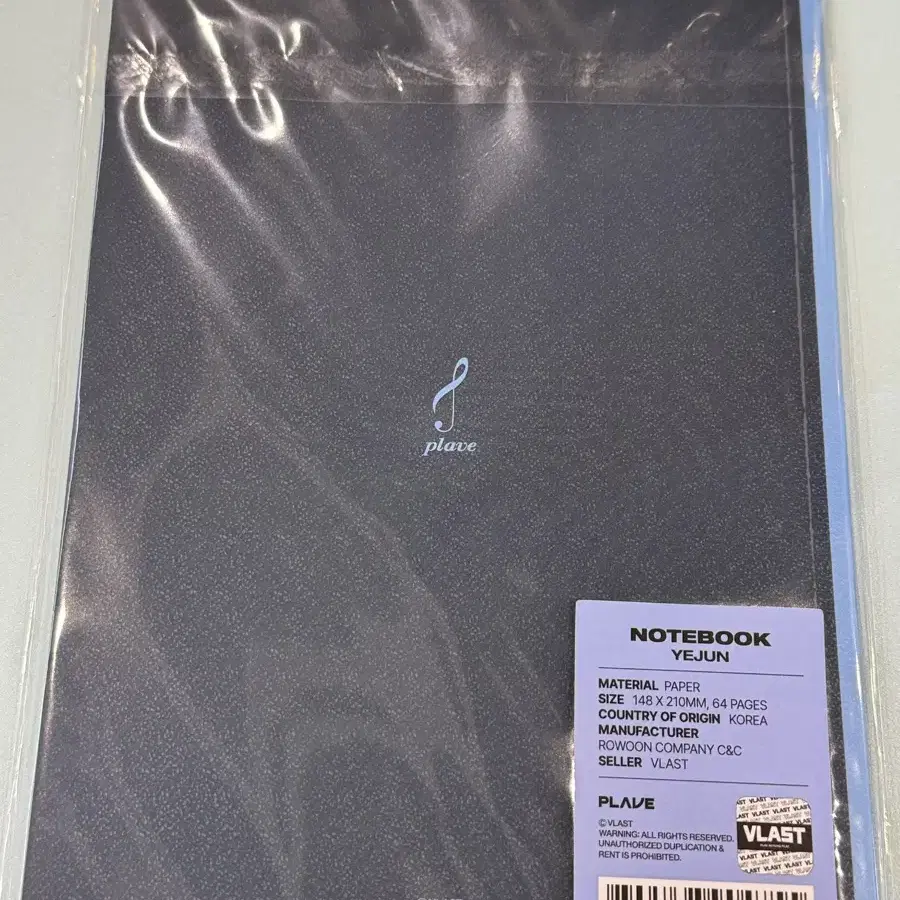 plave
NOTEBOOK
YEJUN
MATERIAL PAPER
SIZE 148 X 210MM, 64 PAGES
COUNTRY OF ORIGIN KOREA
MANUFACTURER
ROWOON COMPANY C&C
SELLER VLAST
PLAVE
© VLAST
WARNING: ALL RIGHTS RESERVED.
UNAUTHORIZED DUPLICATION &
RENT IS PROHIBITED.
VLAST